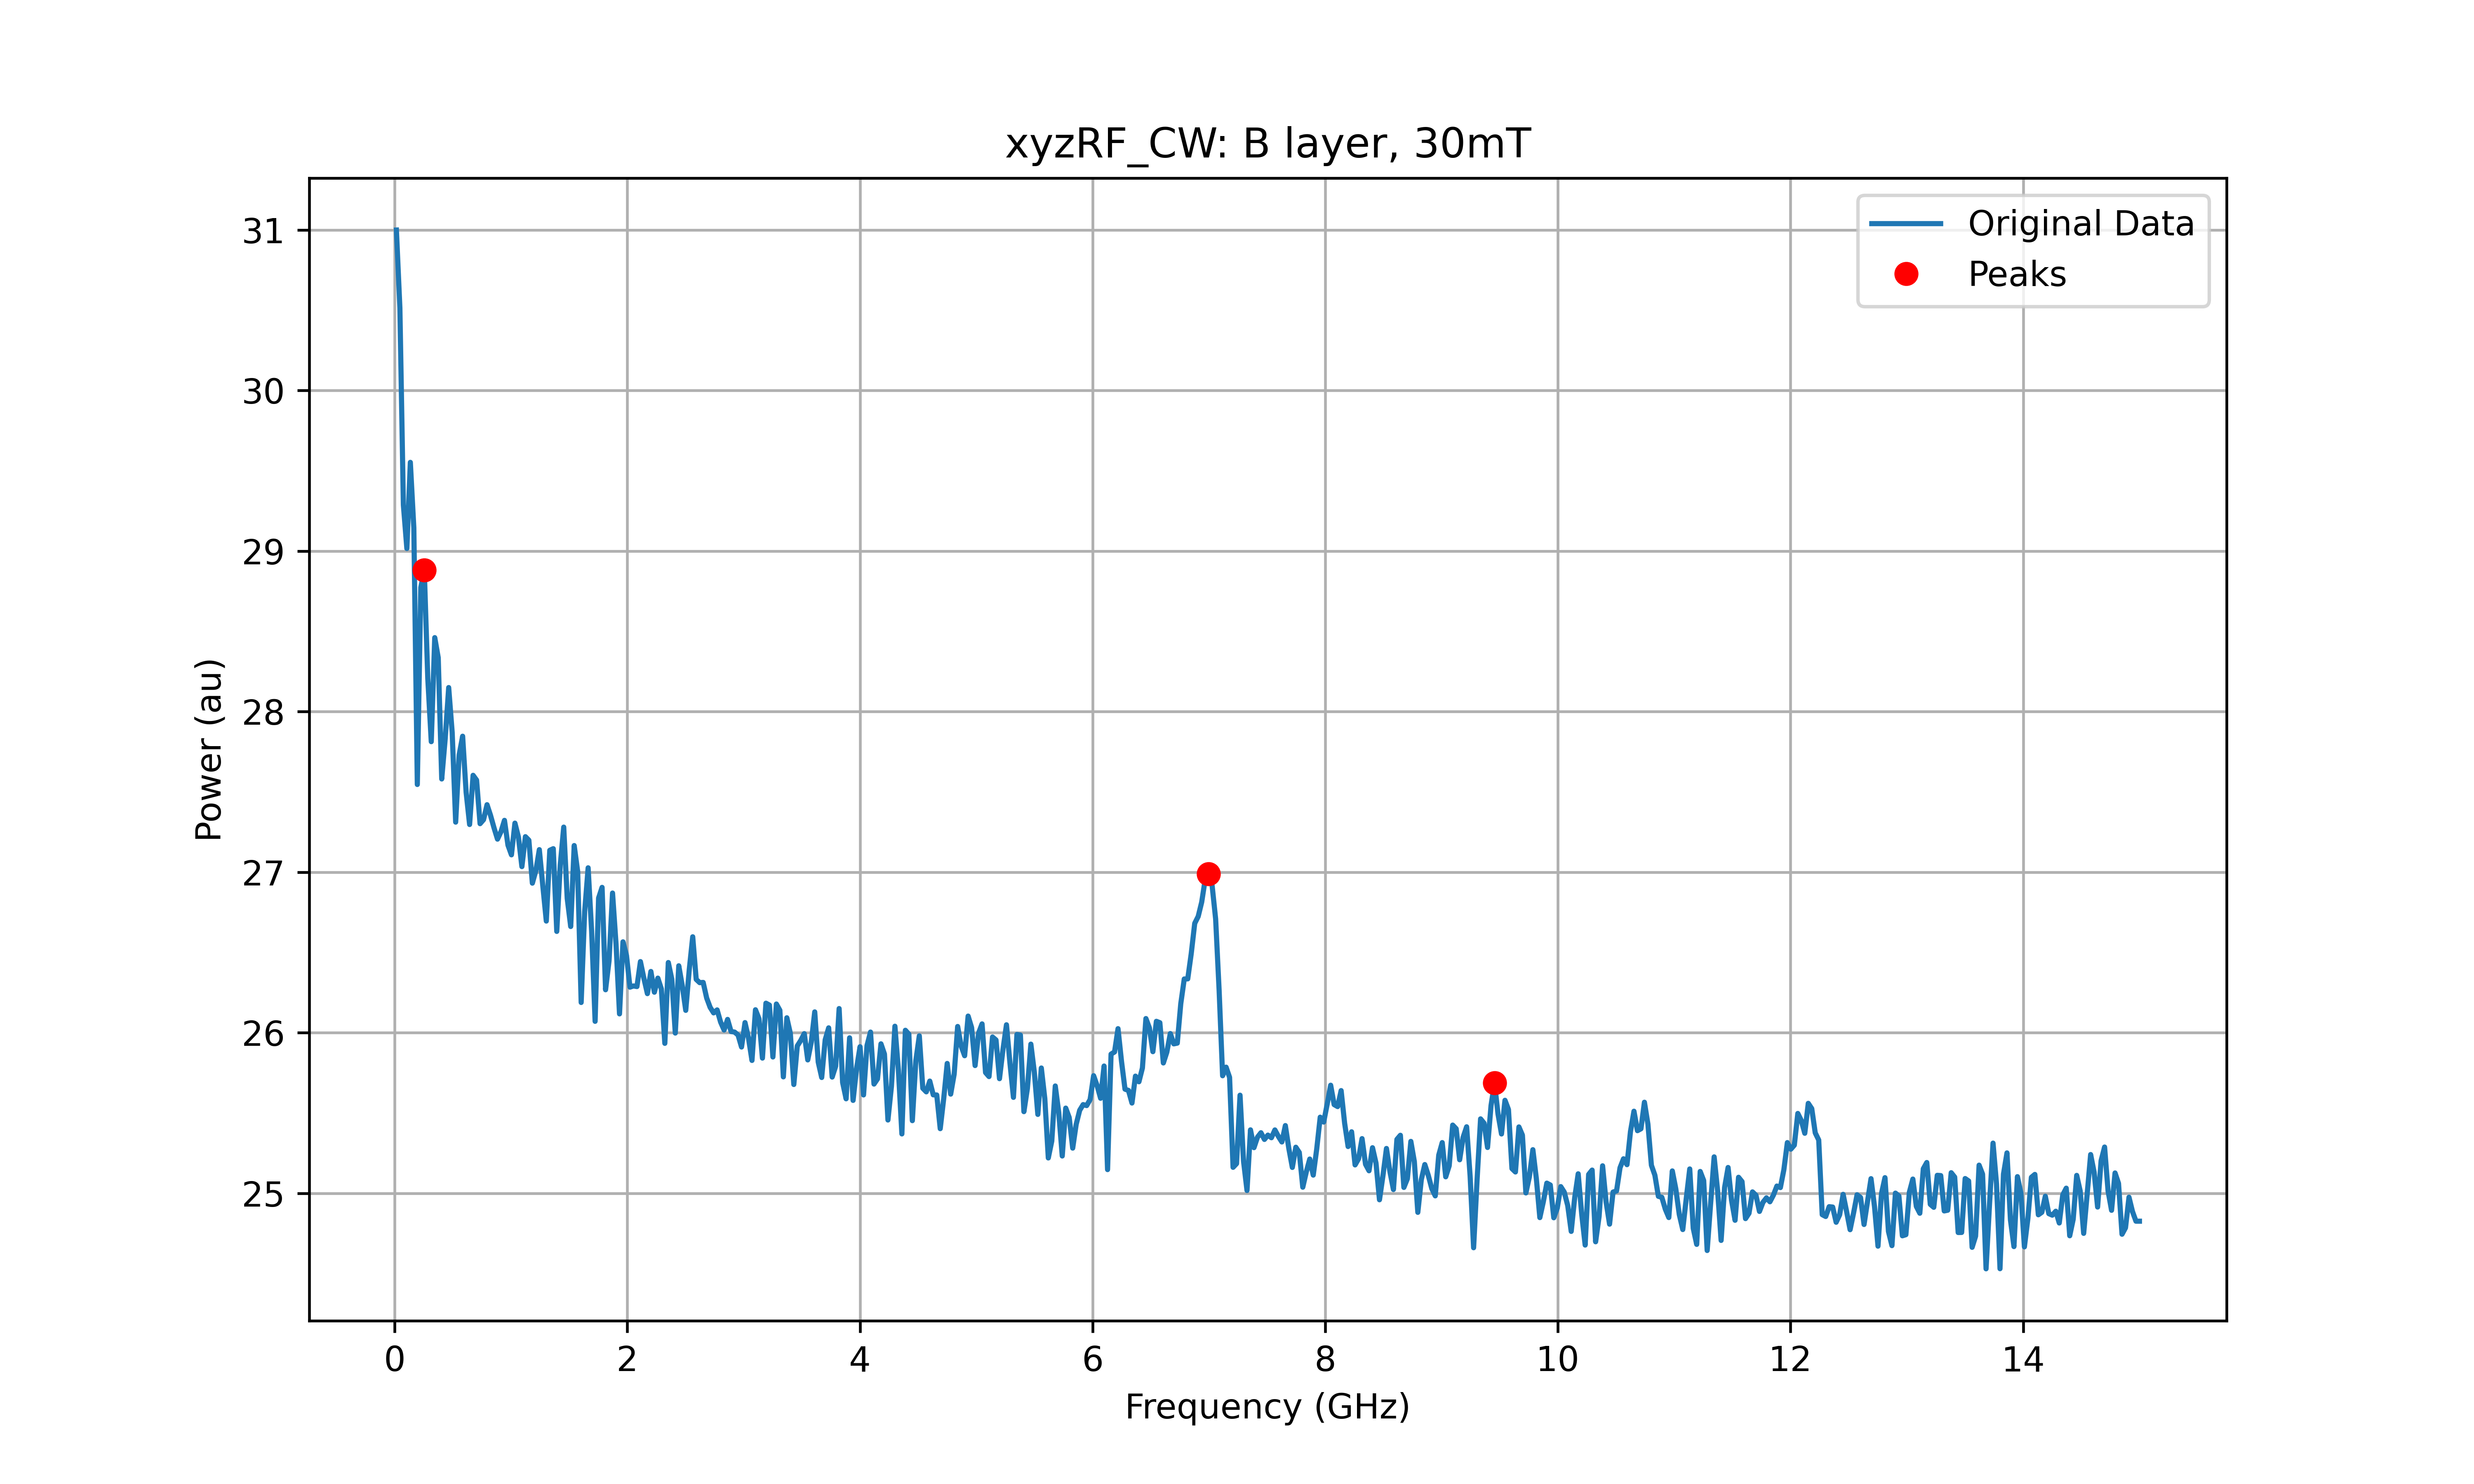 xyzRF_CW: B layer, 30mT
Original Data
Peaks
31
30
29
28
27
26
25
Power (au)
0 2 4 6 8 10 12 14
Frequency (GHz)